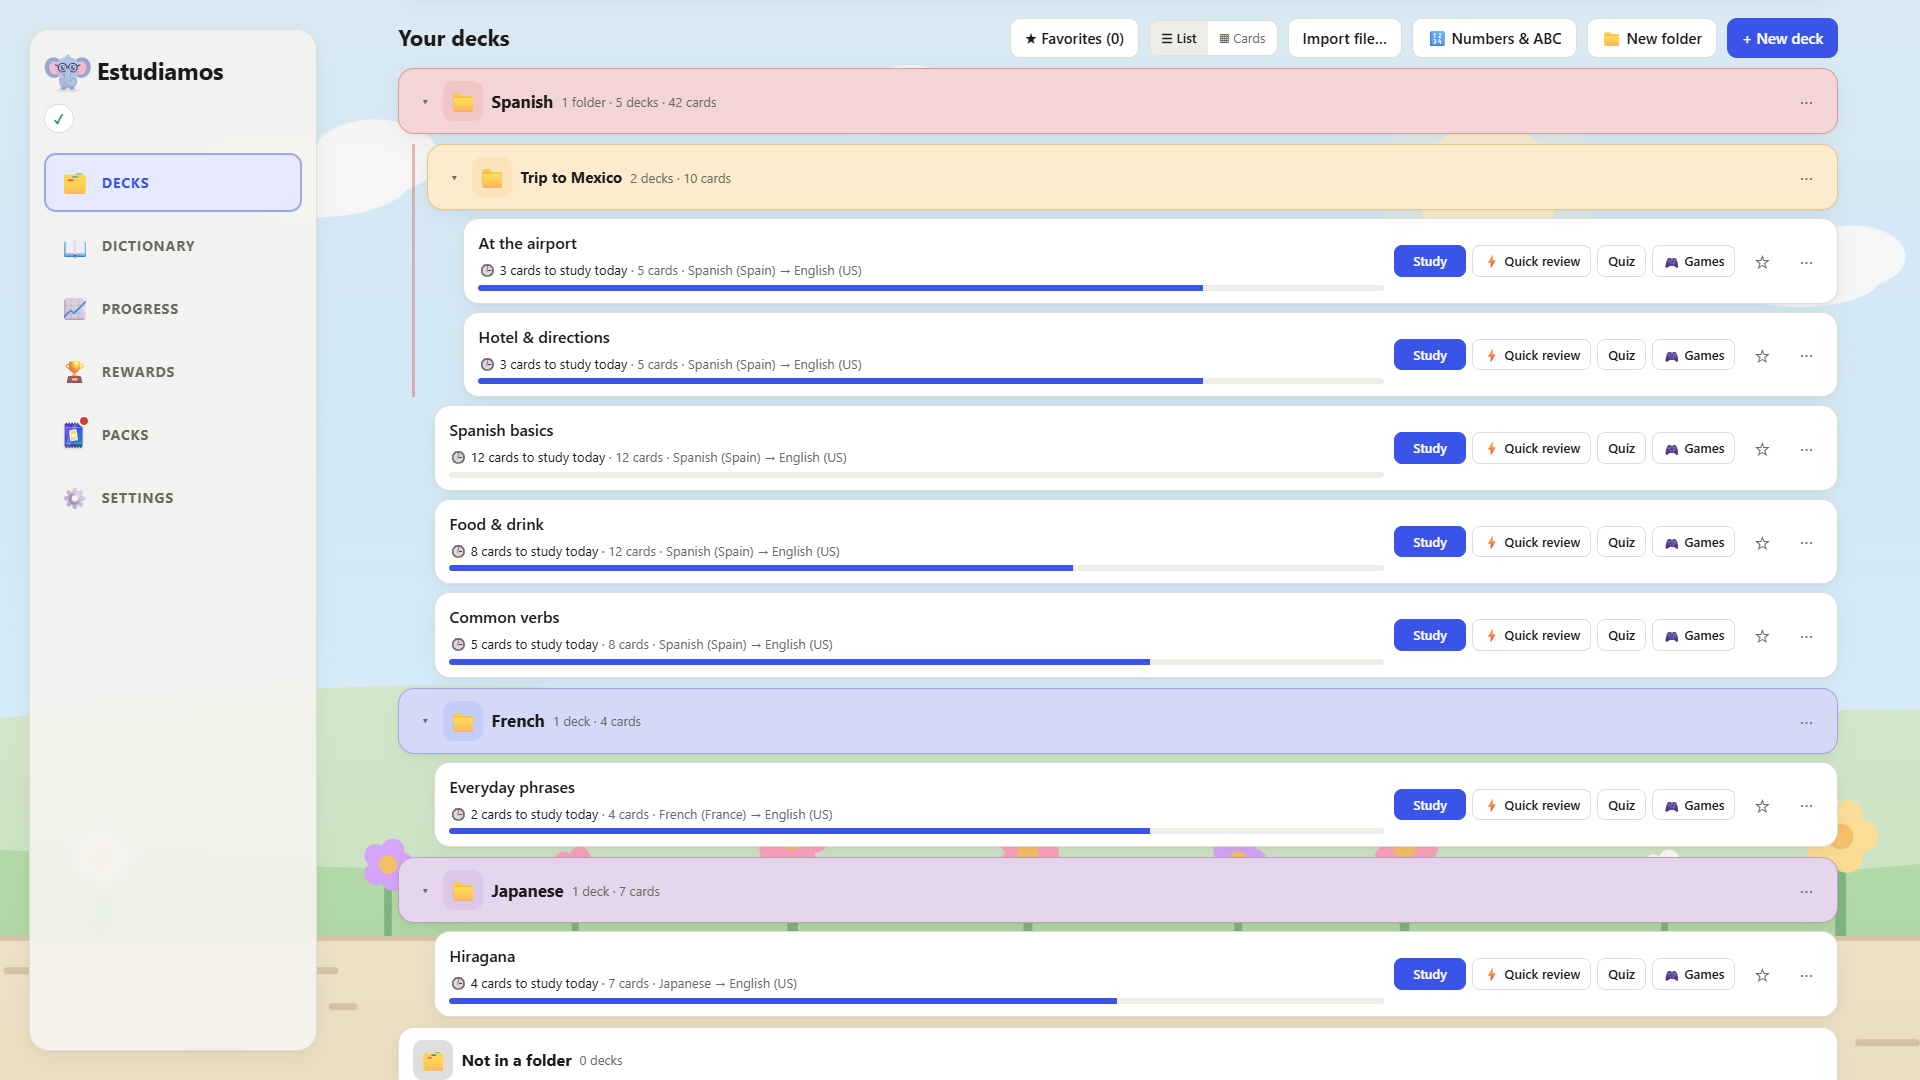 Estudiamos
✓
DECKS
DICTIONARY
PROGRESS
REWARDS
PACKS
SETTINGS
Your decks
★ Favorites (0)
☰ List
▦ Cards
Import file...
Numbers & ABC
New folder
+ New deck
Spanish 1 folder · 5 decks · 42 cards
Trip to Mexico 2 decks · 10 cards
At the airport
3 cards to study today · 5 cards · Spanish (Spain) → English (US)
Study Quick review Quiz Games
Hotel & directions
3 cards to study today · 5 cards · Spanish (Spain) → English (US)
Study Quick review Quiz Games
Spanish basics
12 cards to study today · 12 cards · Spanish (Spain) → English (US)
Study Quick review Quiz Games
Food & drink
8 cards to study today · 12 cards · Spanish (Spain) → English (US)
Study Quick review Quiz Games
Common verbs
5 cards to study today · 8 cards · Spanish (Spain) → English (US)
Study Quick review Quiz Games
French 1 deck · 4 cards
Everyday phrases
2 cards to study today · 4 cards · French (France) → English (US)
Study Quick review Quiz Games
Japanese 1 deck · 7 cards
Hiragana
4 cards to study today · 7 cards · Japanese → English (US)
Study Quick review Quiz Games
Not in a folder 0 decks